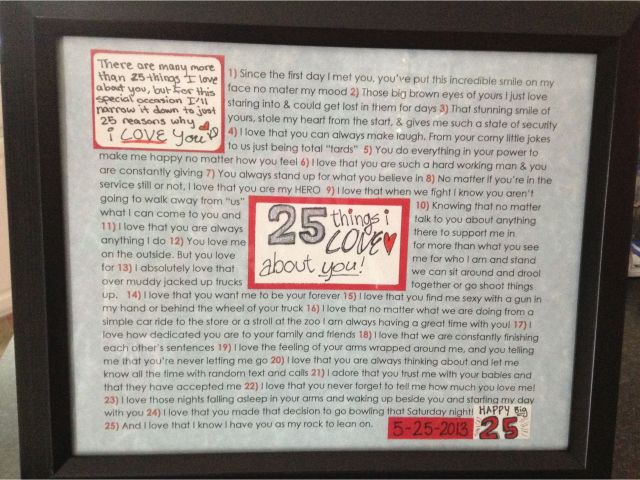 There are many more
than 25 things I love
about you, but for this
special occasion I'll
narrow it down to just
25 reasons why
i LOVE You
1) Since the first day I met you, you've put this incredible smile on my
face no mater my mood 2) Those big brown eyes of yours I just love
staring into & could get lost in them for days 3) That stunning smile of
yours, stole my heart from the start, & gives me such a state of security
4) I love that you can always make laugh. From your corny little jokes
to us just being total "tards" 5) You do everything in your power to
make me happy no matter how you feel 6) I love that you are such a hard working man & you
are constantly giving 7) You always stand up for what you believe in 8) No matter if you're in the
service still or not, I love that you are my HERO 9) I love that when we fight I know you aren't
going to walk away from "us" 10) Knowing that no matter
what I can come to you and talk to you about anything
11) I love that you are always there to support me in
anything I do 12) You love me for more than what you see
on the outside. But you love me for who I am and stand
for 13) I absolutely love that we can sit around and drool
over muddy jacked up trucks together or go shoot things
up. 14) I love that you want me to be your forever 15) I love that you find me sexy with a gun in
my hand or behind the wheel of your truck 16) I love that no matter what we are doing from a
simple car ride to the store or a stroll at the zoo I am always having a great time with you! 17) I
love how dedicated you are to your family and friends 18) I love that we are constantly finishing
each other's sentences 19) I love the feeling of your arms wrapped around me, and you telling
me that you're never letting me go 20) I love that you are always thinking about and let me
know all the time with random text and calls 21) I adore that you trust me with your babies and
that they have accepted me 22) I love that you never forget to tell me how much you love me!
23) I love those nights falling asleep in your arms and waking up beside you and starting my day
with you 24) I love that you made that decision to go bowling that Saturday night!
25) And I love that I know I have you as my rock to lean on.
25 things i
LOVE
about you!
5-25-2013
HAPPY Big
25